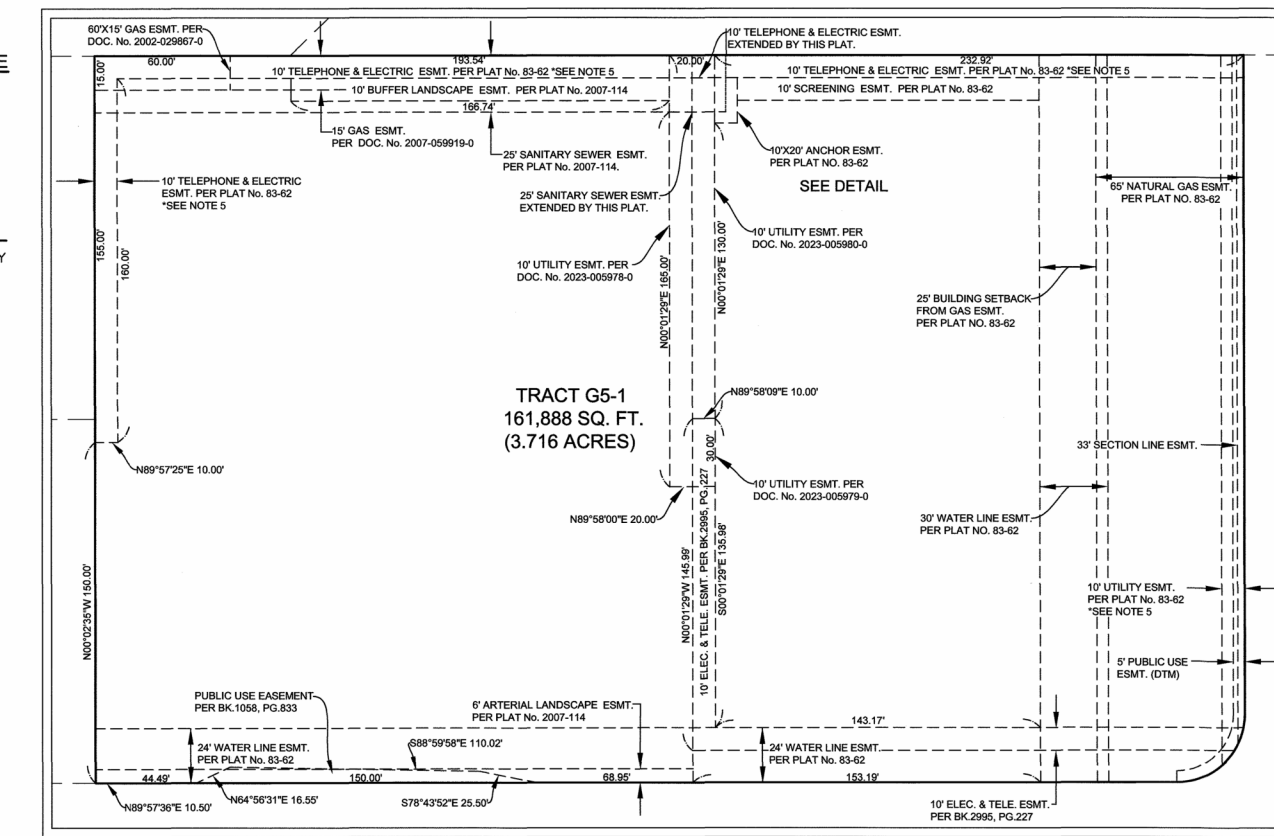 60'X15' GAS ESMT. PER
DOC. No. 2002-029867-0
10' TELEPHONE & ELECTRIC ESMT.
EXTENDED BY THIS PLAT.
15.00'
60.00'
193.54'
20.00'
232.92'
10' TELEPHONE & ELECTRIC ESMT. PER PLAT No. 83-62 *SEE NOTE 5
10' TELEPHONE & ELECTRIC ESMT. PER PLAT No. 83-62 *SEE NOTE 5
10' BUFFER LANDSCAPE ESMT. PER PLAT No. 2007-114
10' SCREENING ESMT. PER PLAT No. 83-62
166.74'
15' GAS ESMT.
PER DOC. No. 2007-059919-0
25' SANITARY SEWER ESMT.
PER PLAT No. 2007-114.
10'X20' ANCHOR ESMT.
PER PLAT NO. 83-62
SEE DETAIL
10' TELEPHONE & ELECTRIC
ESMT. PER PLAT No. 83-62
*SEE NOTE 5
25' SANITARY SEWER ESMT.
EXTENDED BY THIS PLAT.
65' NATURAL GAS ESMT.
PER PLAT NO. 83-62
Y
155.00'
160.00'
10' UTILITY ESMT. PER
DOC. No. 2023-005980-0
10' UTILITY ESMT. PER
DOC. No. 2023-005978-0
N00°01'29"E 165.00'
N00°01'29"E 130.00'
25' BUILDING SETBACK
FROM GAS ESMT.
PER PLAT NO. 83-62
TRACT G5-1
161,888 SQ. FT.
(3.716 ACRES)
N89°58'09"E 10.00'
30.00'
33' SECTION LINE ESMT.
N89°57'25"E 10.00'
10' UTILITY ESMT. PER
DOC. No. 2023-005979-0
N89°58'00"E 20.00'
30' WATER LINE ESMT.
PER PLAT NO. 83-62
N00°02'35"W 150.00'
N00°01'29"W 145.99'
10' ELEC. & TELE. ESMT. PER BK.2995, PG.227
S00°01'29"E 135.98'
10' UTILITY ESMT.
PER PLAT No. 83-62
*SEE NOTE 5
5' PUBLIC USE
ESMT. (DTM)
PUBLIC USE EASEMENT
PER BK.1058, PG.833
6' ARTERIAL LANDSCAPE ESMT.
PER PLAT No. 2007-114
143.17'
24' WATER LINE ESMT.
PER PLAT No. 83-62
S88°59'58"E 110.02'
24' WATER LINE ESMT.
PER PLAT No. 83-62
44.49'
150.00'
68.95'
153.19'
N89°57'36"E 10.50'
N64°56'31"E 16.55'
S78°43'52"E 25.50'
10' ELEC. & TELE. ESMT.
PER BK.2995, PG.227